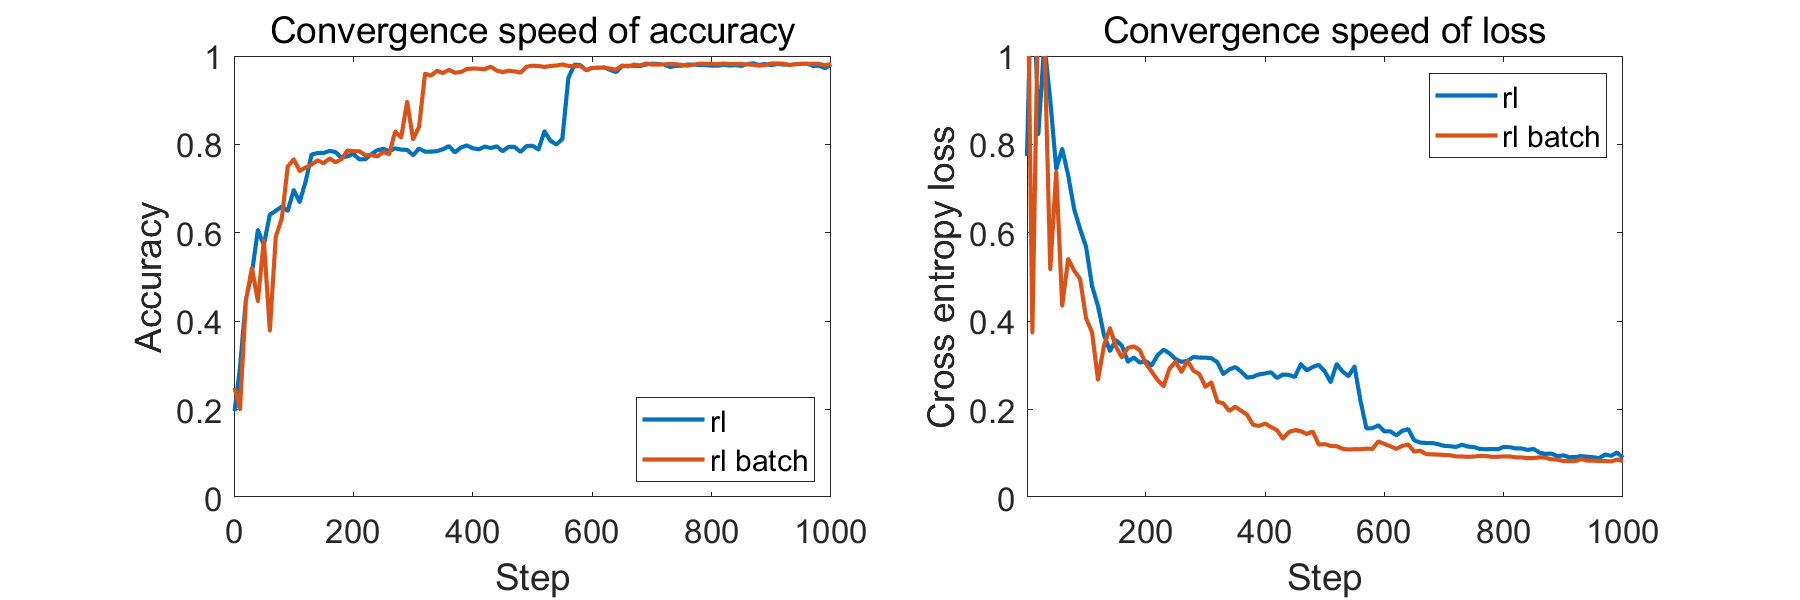 Convergence speed of accuracy
1
0.8
0.6
0.4
0.2
0
Accuracy
rl
rl batch
0 200 400 600 800 1000
Step
Convergence speed of loss
1
0.8
0.6
0.4
0.2
0
Cross entropy loss
rl
rl batch
200 400 600 800 1000
Step